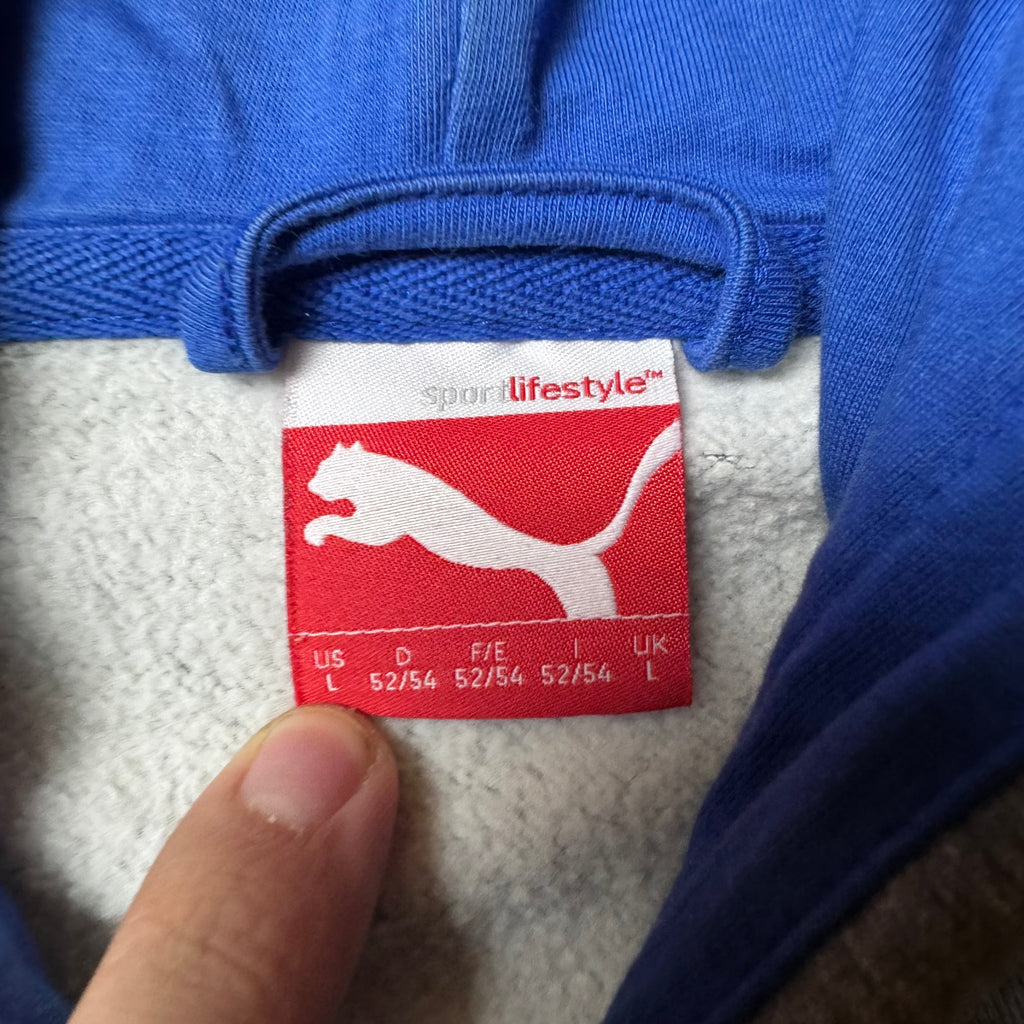 sportlifestyle™
US D F/E I UK
L 52/54 52/54 52/54 L